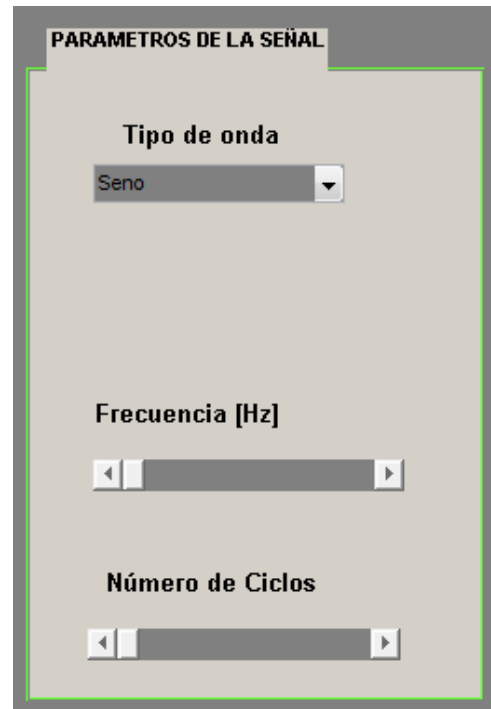 PARAMETROS DE LA SEÑAL
Tipo de onda
Seno
Frecuencia [Hz]
Número de Ciclos